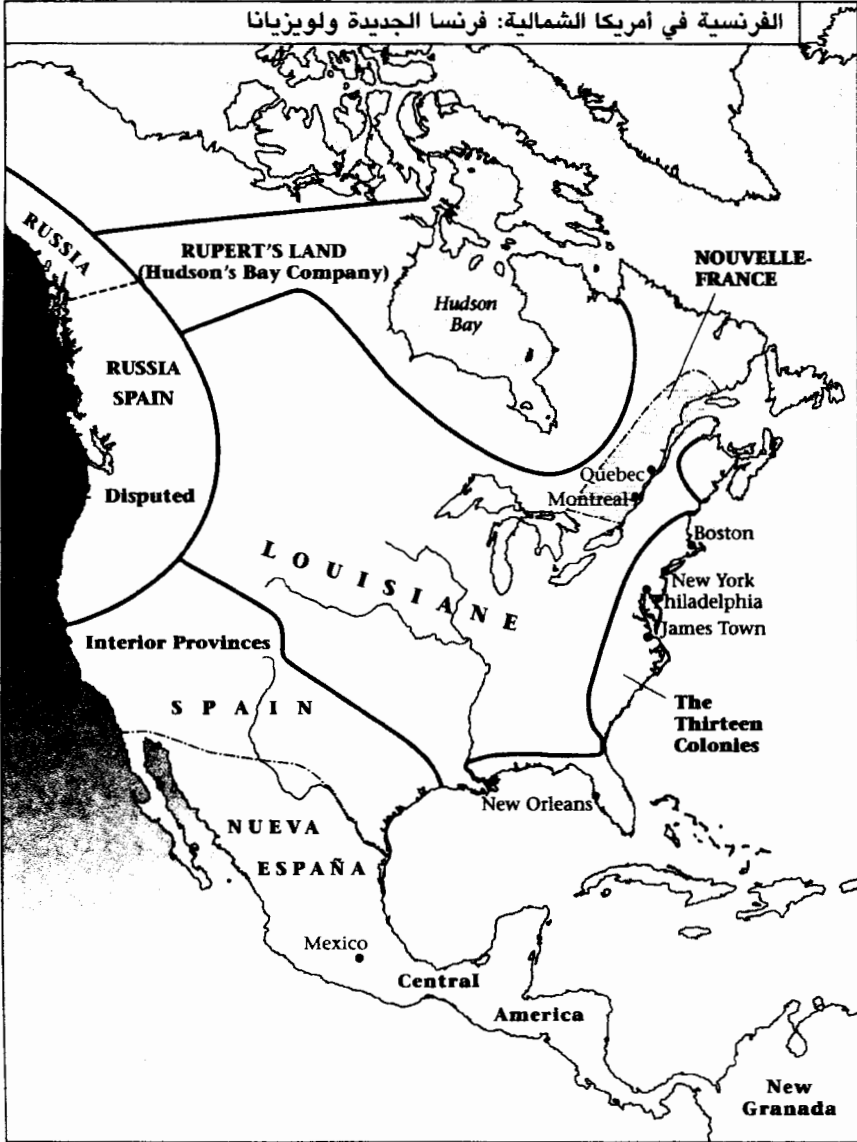 الفرنسية في أمريكا الشمالية: فرنسا الجديدة ولويزيانا
RUSSIA
RUPERT'S LAND
(Hudson's Bay Company)
NOUVELLE-
FRANCE
Hudson
Bay
RUSSIA
SPAIN
Disputed
Quebec
Montreal
Boston
LOUISIANE
New York
Philadelphia
James Town
Interior Provinces
SPAIN
The
Thirteen
Colonies
New Orleans
NUEVA
ESPAÑA
Mexico
Central
America
New
Granada